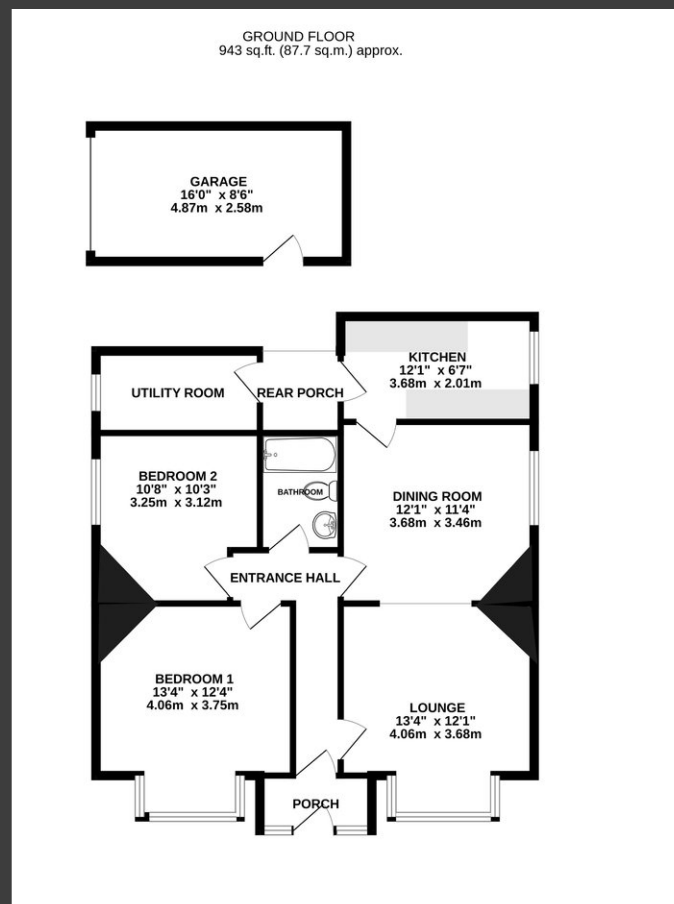 GROUND FLOOR
943 sq.ft. (87.7 sq.m.) approx.
GARAGE
16'0" x 8'6"
4.87m x 2.58m
KITCHEN
12'1" x 6'7"
3.68m x 2.01m
UTILITY ROOM
REAR PORCH
BEDROOM 2
10'8" x 10'3"
3.25m x 3.12m
BATHROOM
DINING ROOM
12'1" x 11'4"
3.68m x 3.46m
ENTRANCE HALL
BEDROOM 1
13'4" x 12'4"
4.06m x 3.75m
LOUNGE
13'4" x 12'1"
4.06m x 3.68m
PORCH